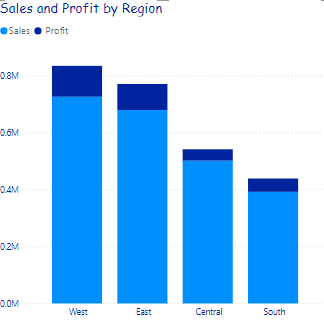 Sales and Profit by Region
Sales Profit
0.8M
0.6M
0.4M
0.2M
0.0M
West East Central South